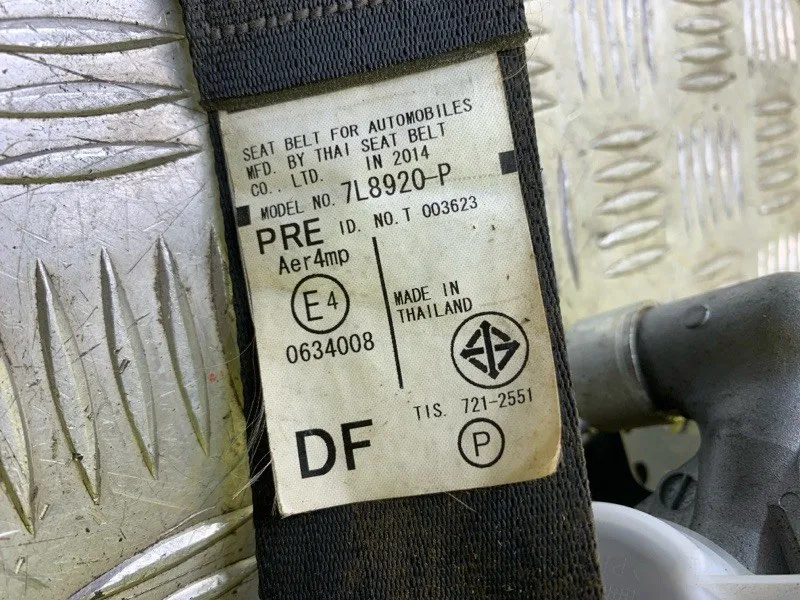 SEAT BELT FOR AUTOMOBILES
MFD. BY THAI SEAT BELT
CO., LTD. IN 2014
MODEL NO. 7L8920-P
PRE ID. NO.T 003623
Aer4mp
E4
0634008
MADE IN
THAILAND
TIS. 721-2551
DF
P